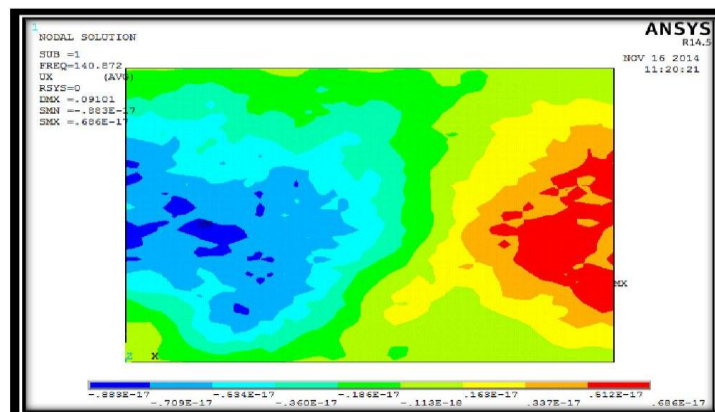 1
NODAL SOLUTION
SUB =1
FREQ=140.872
UX (AVG)
RSYS=0
DMX =.09101
SMN =-.883E-17
SMX =.686E-17
ANSYS
R14.5
NOV 16 2014
11:20:21
MX
Z X
-.883E-17 -.534E-17 -.186E-17 .163E-17 .512E-17
-.709E-17 -.360E-17 -.113E-18 .337E-17 .686E-17